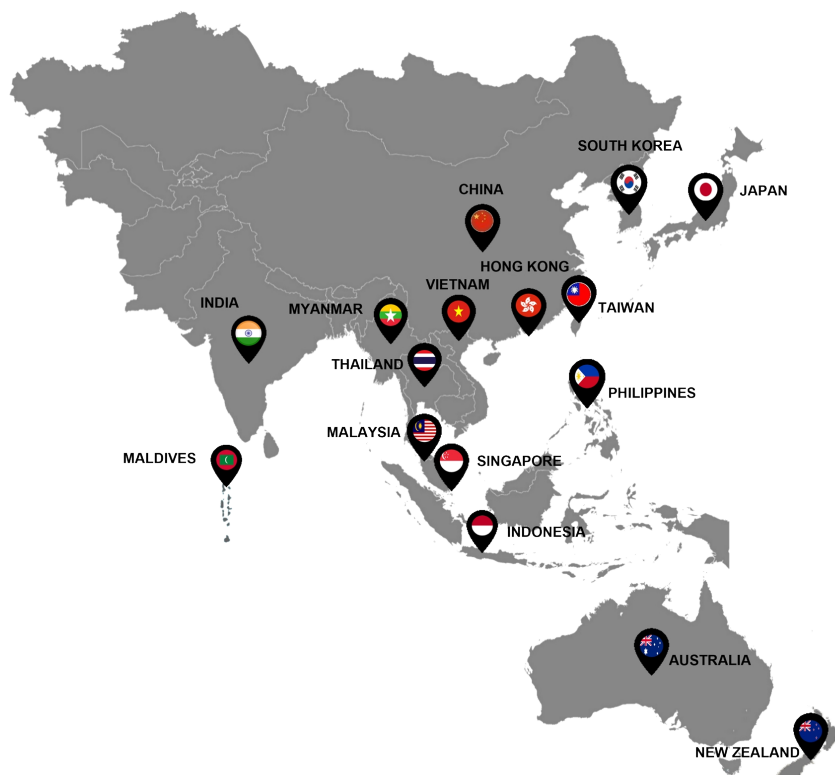 SOUTH KOREA
CHINA
JAPAN
HONG KONG
VIETNAM
INDIA
MYANMAR
TAIWAN
THAILAND
PHILIPPINES
MALAYSIA
MALDIVES
SINGAPORE
INDONESIA
AUSTRALIA
NEW ZEALAND